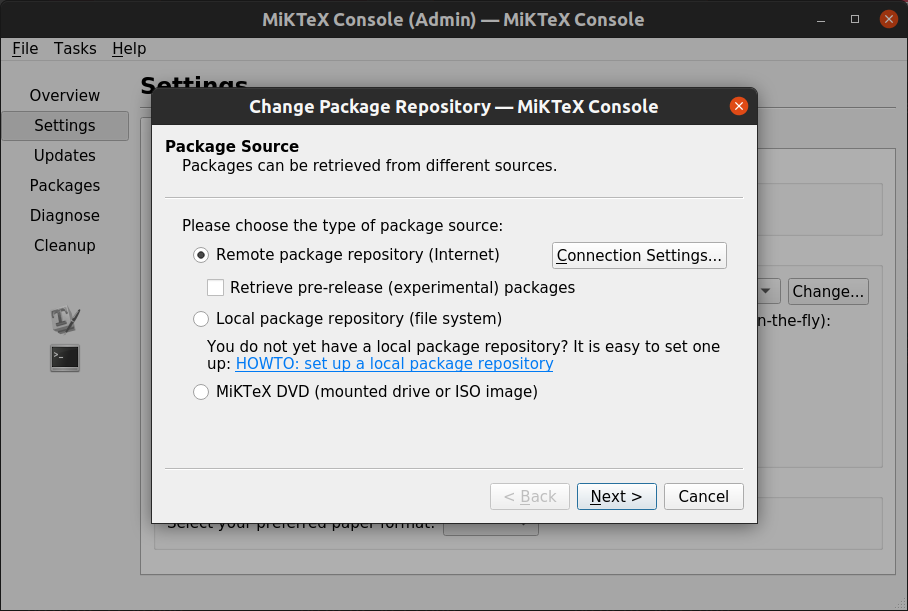 MiKTeX Console (Admin) — MiKTeX Console
File Tasks Help
Settings
Overview
Settings
Updates
Packages
Diagnose
Cleanup
Change Package Repository — MiKTeX Console
Package Source
Packages can be retrieved from different sources.
Please choose the type of package source:
Remote package repository (Internet)
Connection Settings...
Retrieve pre-release (experimental) packages
Change...
Local package repository (file system)
n-the-fly):
You do not yet have a local package repository? It is easy to set one
up: HOWTO: set up a local package repository
MiKTeX DVD (mounted drive or ISO image)
< Back
Next >
Cancel
Select your preferred paper format: